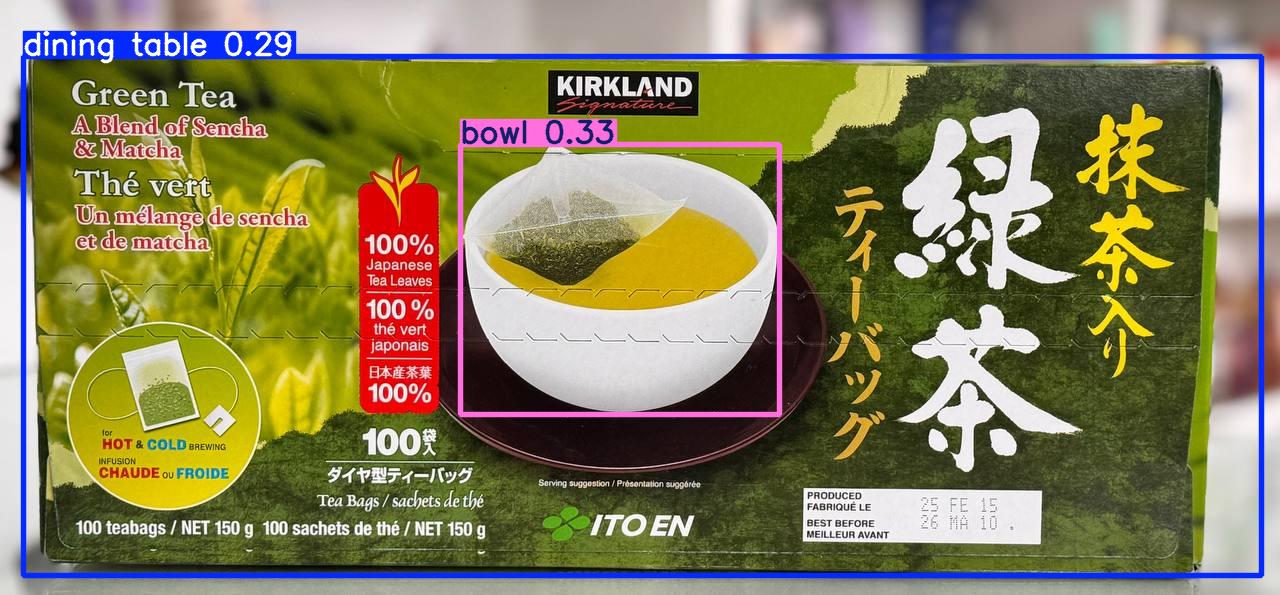 dining table 0.29
Green Tea
A Blend of Sencha
& Matcha
Thé vert
Un mélange de sencha
et de matcha
for
HOT & COLD BREWING
INFUSION
CHAUDE OU FROIDE
100 teabags / NET 150 g 100 sachets de thé / NET 150 g
100%
Japanese
Tea Leaves
100 %
thé vert
japonais
日本産茶葉
100%
100袋入
ダイヤ型ティーバッグ
Tea Bags / sachets de thé
KIRKLAND
Signature
bowl 0.33
Serving suggestion / Présentation suggérée
ITO EN
抹茶入り
緑茶
ティーバッグ
PRODUCED
FABRIQUÉ LE
25 FE 15
BEST BEFORE
MEILLEUR AVANT
26 MA 10 .